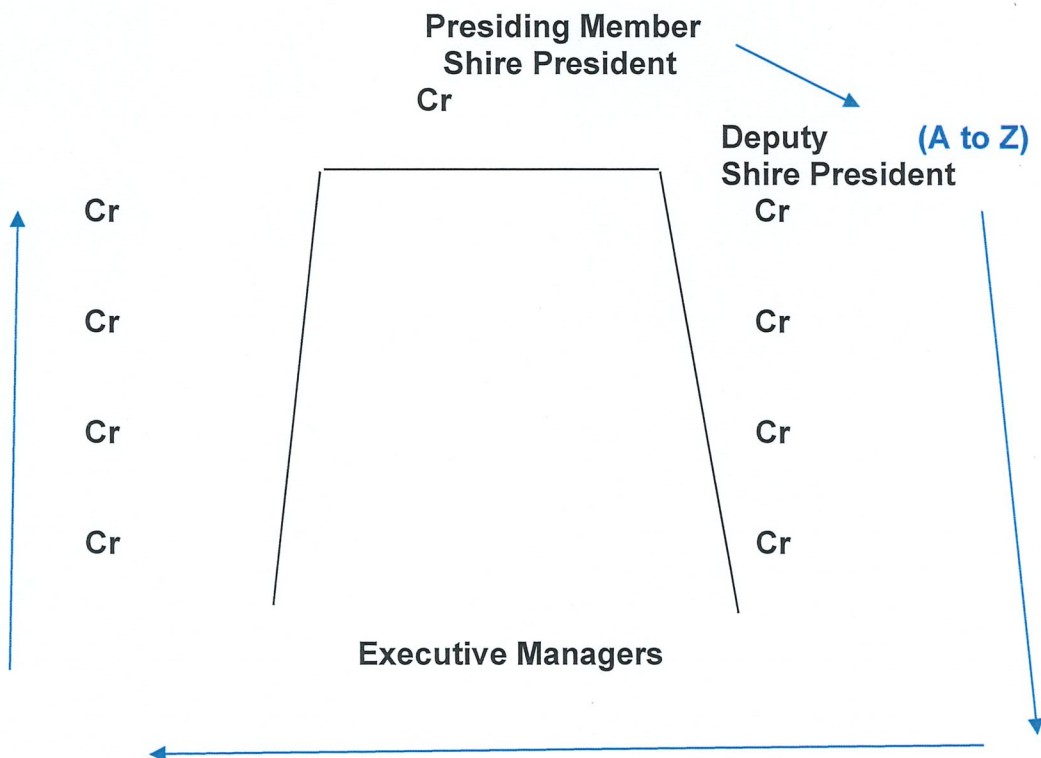 Presiding Member
Shire President
Cr
Deputy (A to Z)
Shire President
Cr Cr
Cr Cr
Cr Cr
Cr Cr
Executive Managers